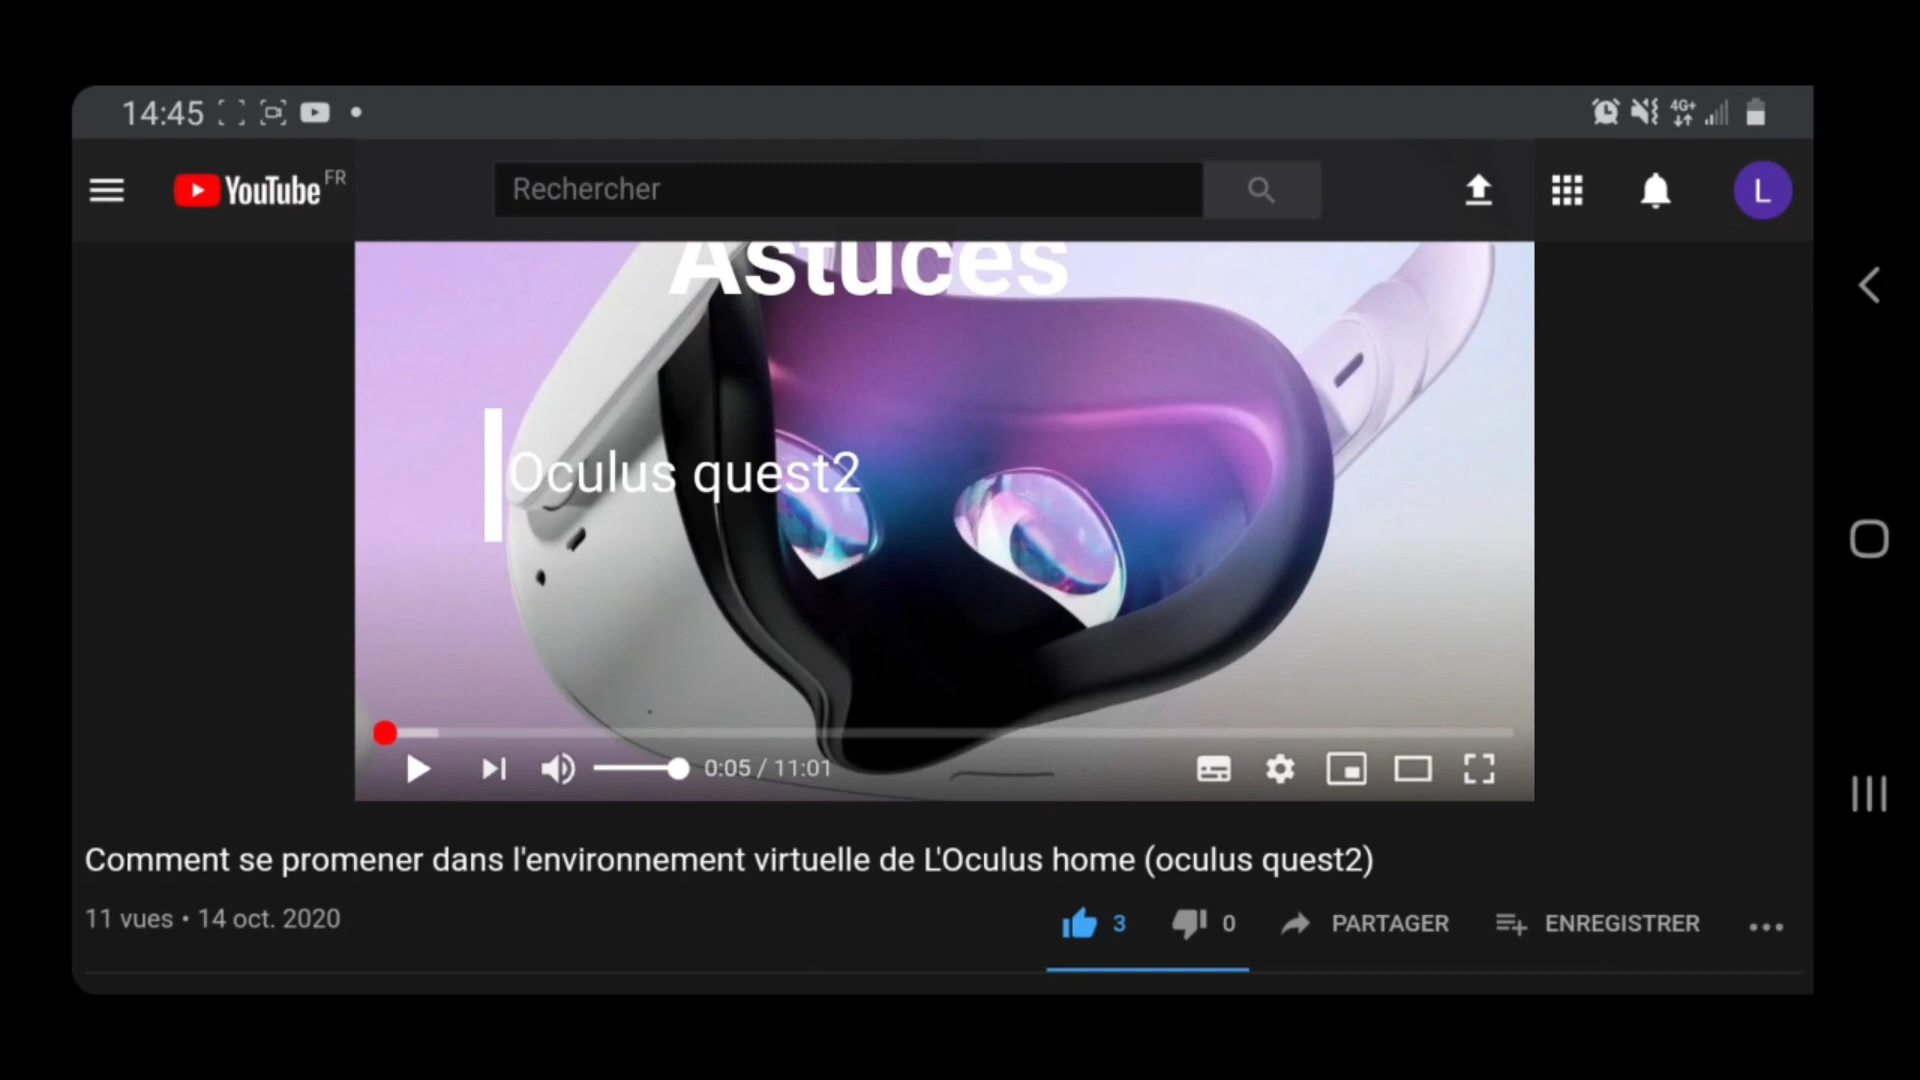 14:45
4G+
YouTube FR
Rechercher
L
Astuces
Oculus quest2
0:05 / 11:01
Comment se promener dans l'environnement virtuelle de L'Oculus home (oculus quest2)
11 vues • 14 oct. 2020
3
0
PARTAGER
ENREGISTRER